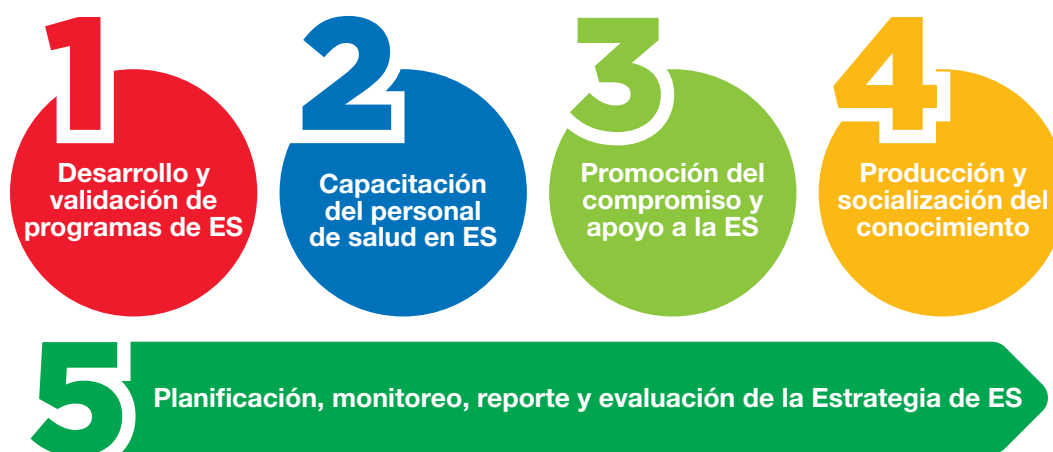 1
Desarrollo y
validación de
programas de ES
2
Capacitación
del personal
de salud en ES
3
Promoción del
compromiso y
apoyo a la ES
4
Producción y
socialización del
conocimiento
5
Planificación, monitoreo, reporte y evaluación de la Estrategia de ES